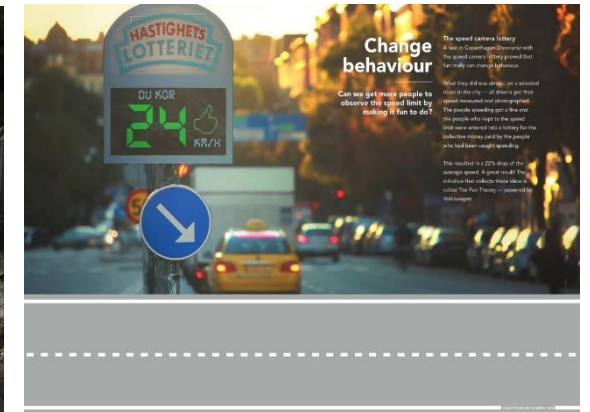 HASTIGHETS
LOTTERIET
DU KÖR
24
KM/H
Change
behaviour
Can we get more people to
observe the speed limit by
making it fun to do?
The speed camera lottery
A test in Copenhagen (Denmark) with
the speed camera lottery proved that
fun really can change behaviour.
What they did was on a selected
route in the city — all drivers got their
speed measured and photographed.
The people speeding got a fine and
the people who kept to the speed
limit were entered into a lottery for the
collective money paid by the people
who had been caught speeding.
This resulted in a 22% drop of the
average speed. A great result! The
initiative that collects these ideas is
called The Fun Theory — powered by
Volkswagen